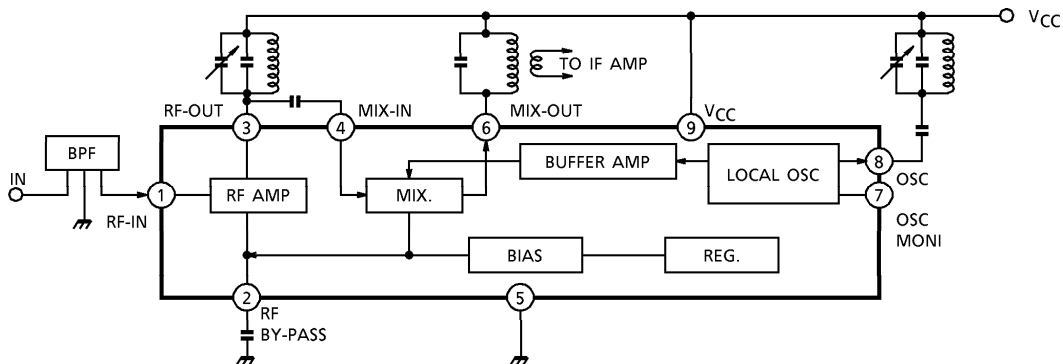 VCC
TO IF AMP
RF-OUT
MIX-IN
MIX-OUT
VCC
3
4
6
9
BPF
BUFFER AMP
LOCAL OSC
8
OSC
IN
1
RF-IN
RF AMP
MIX.
7
OSC
MONI
BIAS
REG.
2
RF
BY-PASS
5